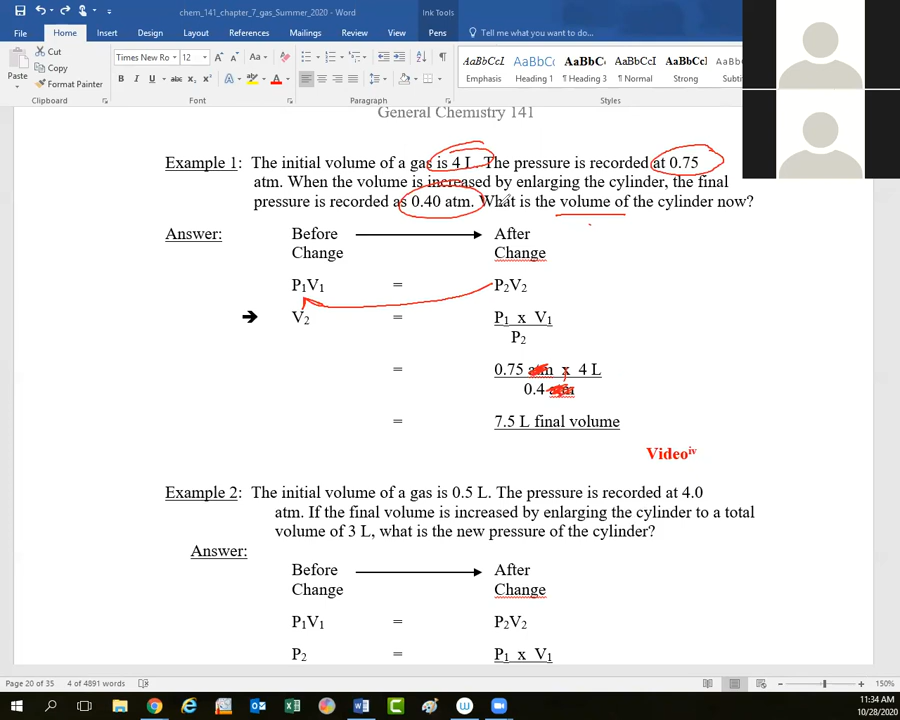 chem_141_chapter_7_gas_Summer_2020 - Word
Ink Tools
File Home Insert Design Layout References Mailings Review View Pens Tell me what you want to do...
Cut
Copy
Format Painter
Paste
Times New Ro 12
Emphasis Heading 1 ¶ Heading 3 ¶ Normal Strong
Clipboard Font Paragraph Styles
General Chemistry 141
Example 1: The initial volume of a gas is 4 L. The pressure is recorded at 0.75
atm. When the volume is increased by enlarging the cylinder, the final
pressure is recorded as 0.40 atm. What is the volume of the cylinder now?
Answer: Before After
Change Change
P₁V₁ = P₂V₂
V₂ = P₁ x V₁
P₂
= 0.75 atm x 4 L
0.4 atm
= 7.5 L final volume
Videoⁱᵛ
Example 2: The initial volume of a gas is 0.5 L. The pressure is recorded at 4.0
atm. If the final volume is increased by enlarging the cylinder to a total
volume of 3 L, what is the new pressure of the cylinder?
Answer:
Before After
Change Change
P₁V₁ = P₂V₂
P₂ = P₁ x V₁
Page 20 of 35 4 of 4891 words 150%
11:34 AM
10/28/2020